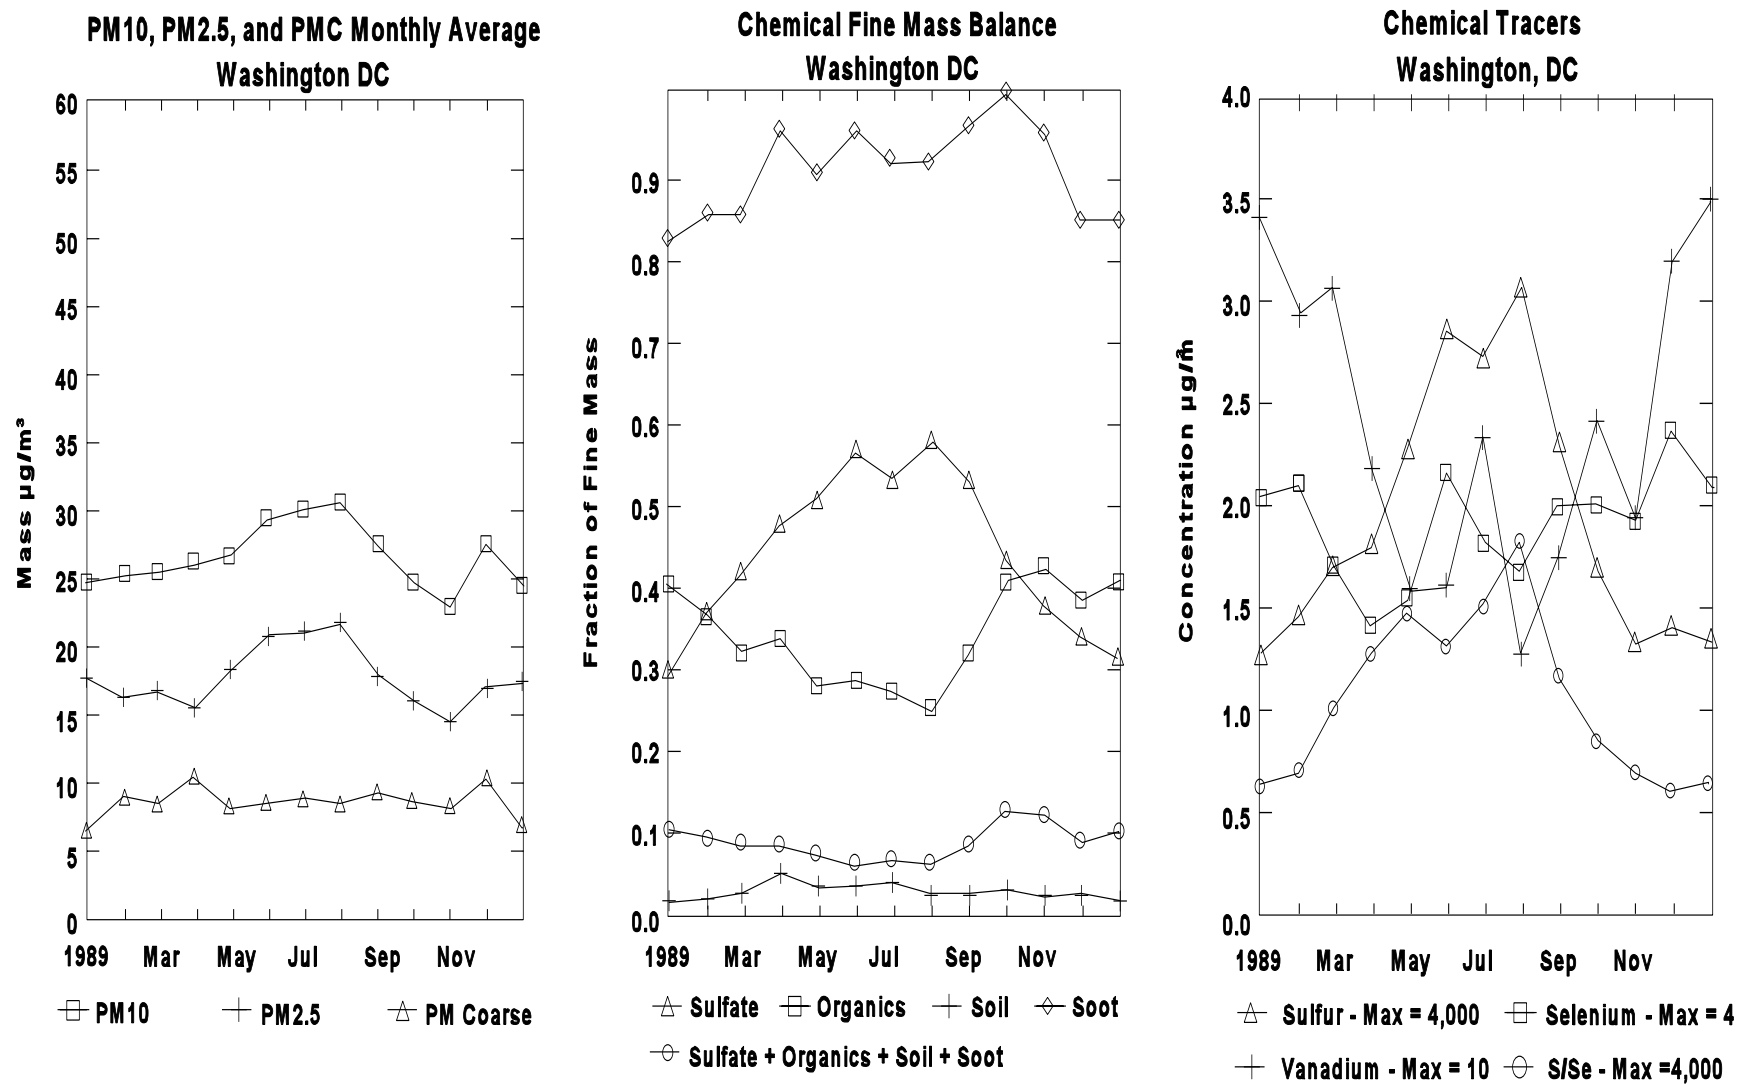 PM10, PM2.5, and PMC Monthly Average
Washington DC
60
55
50
45
40
35
30
25
20
15
10
5
0
Mass µg/m³
1989 Mar May Jul Sep Nov
PM10 PM2.5 PM Coarse
Chemical Fine Mass Balance
Washington DC
0.9
0.8
0.7
0.6
0.5
0.4
0.3
0.2
0.1
0.0
Fraction of Fine Mass
1989 Mar May Jul Sep Nov
Sulfate Organics Soil Soot
Sulfate + Organics + Soil + Soot
Chemical Tracers
Washington, DC
4.0
3.5
3.0
2.5
2.0
1.5
1.0
0.5
0.0
Concentration µg/m³
1989 Mar May Jul Sep Nov
Sulfur - Max = 4,000 Selenium - Max = 4
Vanadium - Max = 10 S/Se - Max =4,000